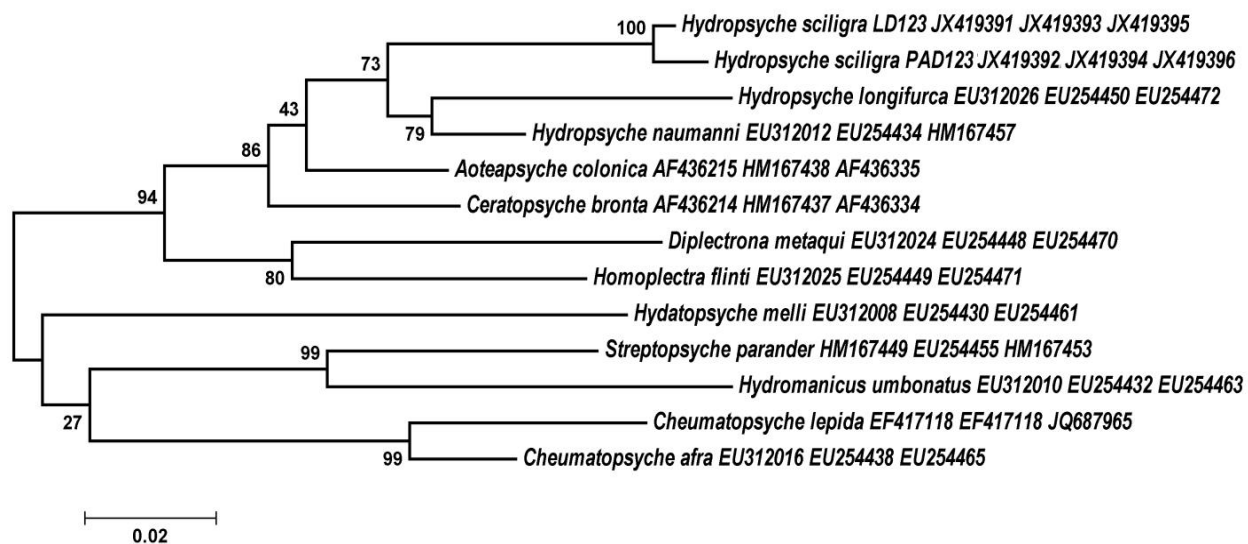 100
Hydropsyche sciligra LD123 JX419391 JX419393 JX419395
Hydropsyche sciligra PAD123 JX419392 JX419394 JX419396
73
Hydropsyche longifurca EU312026 EU254450 EU254472
43
79
Hydropsyche naumanni EU312012 EU254434 HM167457
86
Aoteapsyche colonica AF436215 HM167438 AF436335
94
Ceratopsyche bronta AF436214 HM167437 AF436334
Diplectrona metaqui EU312024 EU254448 EU254470
80
Homoplectra flinti EU312025 EU254449 EU254471
Hydatopsyche melli EU312008 EU254430 EU254461
99
Streptopsyche parander HM167449 EU254455 HM167453
Hydromanicus umbonatus EU312010 EU254432 EU254463
27
Cheumatopsyche lepida EF417118 EF417118 JQ687965
99
Cheumatopsyche afra EU312016 EU254438 EU254465
0.02